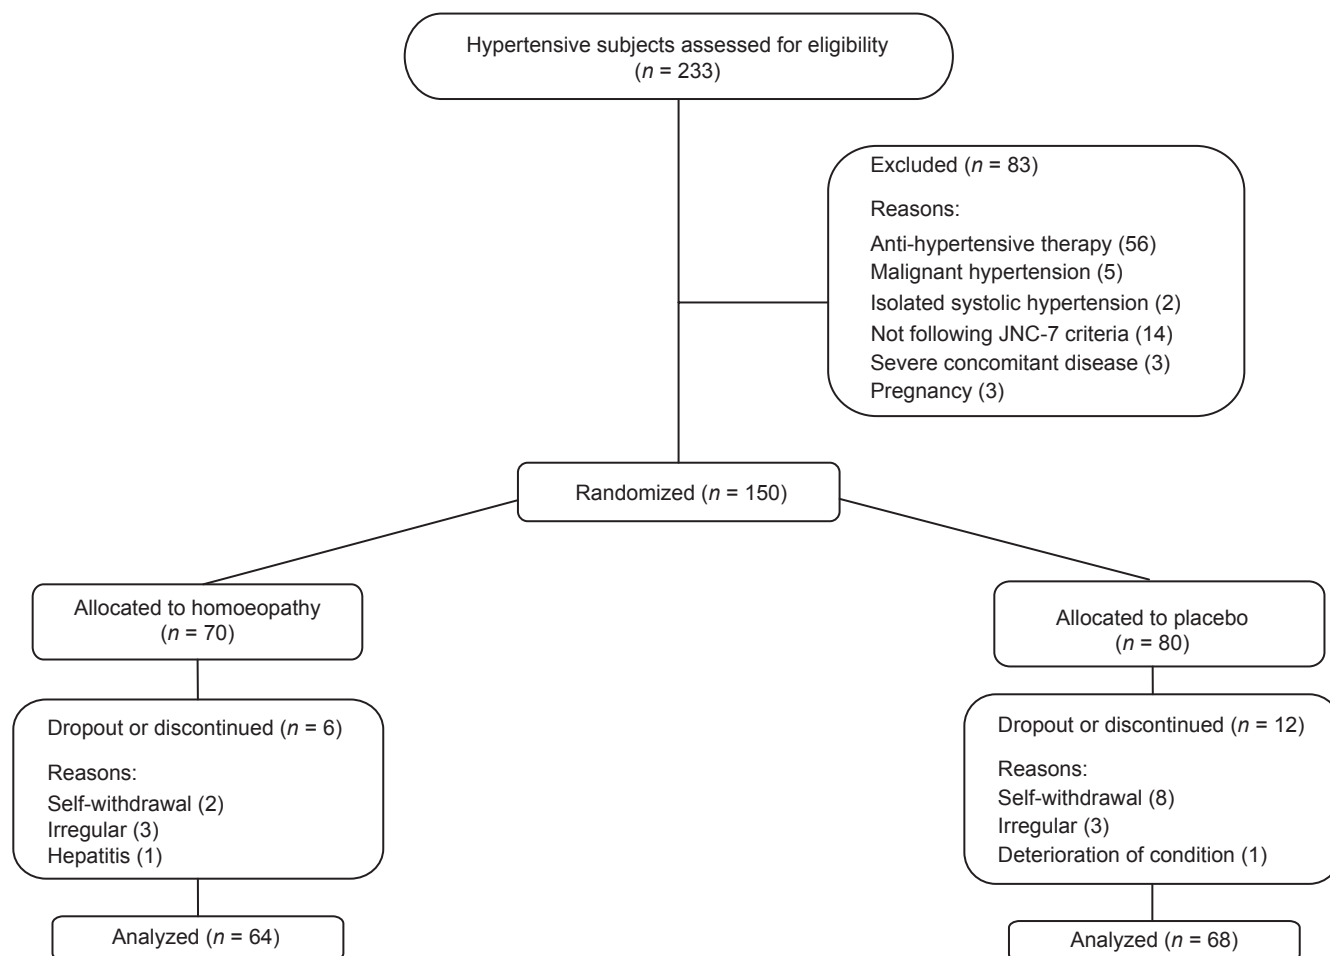 Hypertensive subjects assessed for eligibility
(n = 233)
Excluded (n = 83)
Reasons:
Anti-hypertensive therapy (56)
Malignant hypertension (5)
Isolated systolic hypertension (2)
Not following JNC-7 criteria (14)
Severe concomitant disease (3)
Pregnancy (3)
Randomized (n = 150)
Allocated to homoeopathy
(n = 70)
Allocated to placebo
(n = 80)
Dropout or discontinued (n = 6)
Reasons:
Self-withdrawal (2)
Irregular (3)
Hepatitis (1)
Dropout or discontinued (n = 12)
Reasons:
Self-withdrawal (8)
Irregular (3)
Deterioration of condition (1)
Analyzed (n = 64)
Analyzed (n = 68)